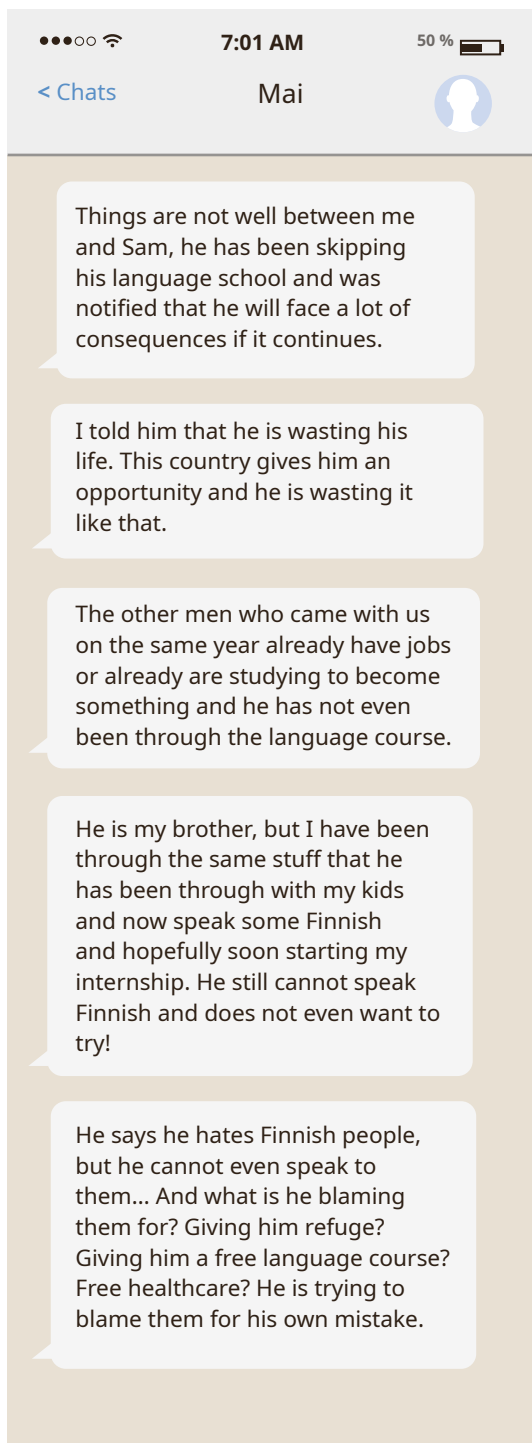 7:01 AM
50 %
< Chats
Mai
Things are not well between me
and Sam, he has been skipping
his language school and was
notified that he will face a lot of
consequences if it continues.
I told him that he is wasting his
life. This country gives him an
opportunity and he is wasting it
like that.
The other men who came with us
on the same year already have jobs
or already are studying to become
something and he has not even
been through the language course.
He is my brother, but I have been
through the same stuff that he
has been through with my kids
and now speak some Finnish
and hopefully soon starting my
internship. He still cannot speak
Finnish and does not even want to
try!
He says he hates Finnish people,
but he cannot even speak to
them... And what is he blaming
them for? Giving him refuge?
Giving him a free language course?
Free healthcare? He is trying to
blame them for his own mistake.